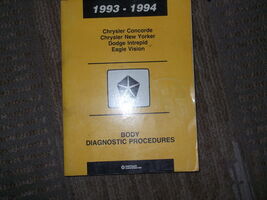 1993 - 1994
Chrysler Concorde
Chrysler New Yorker
Dodge Intrepid
Eagle Vision
BODY
DIAGNOSTIC PROCEDURES